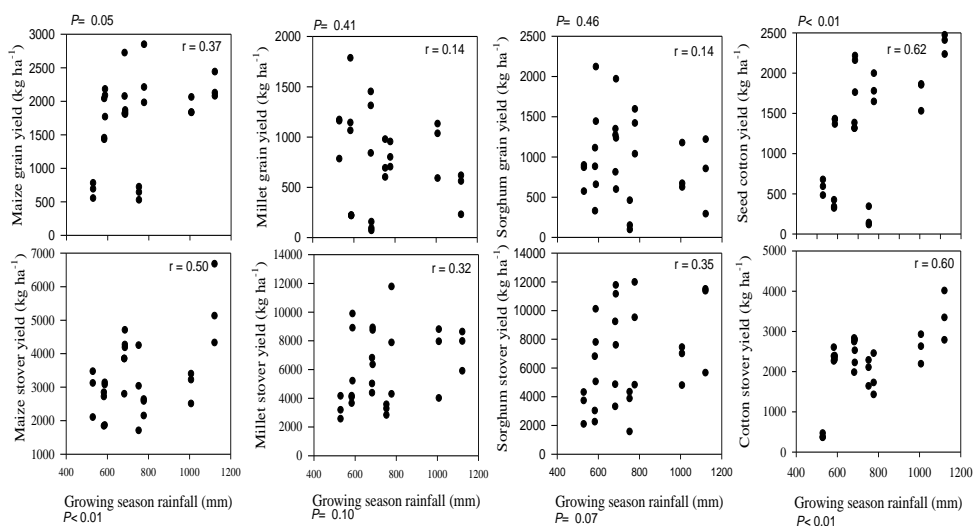 P= 0.05
P= 0.41
P= 0.46
P< 0.01
Maize grain yield (kg ha-1)
3000
2500
2000
1500
1000
500
0
r = 0.37
Millet grain yield (kg ha-1)
2000
1500
1000
500
0
r = 0.14
Sorghum grain yield (kg ha-1)
2500
2000
1500
1000
500
0
r = 0.14
Seed cotton yield (kg ha-1)
2500
2000
1500
1000
500
0
r = 0.62
Maize stover yield (kg ha-1)
7000
6000
5000
4000
3000
2000
1000
r = 0.50
Millet stover yield (kg ha-1)
14000
12000
10000
8000
6000
4000
2000
0
r = 0.32
Sorghum stover yield (kg ha-1)
14000
12000
10000
8000
6000
4000
2000
0
r = 0.35
Cotton stover yield (kg ha-1)
5000
4000
3000
2000
1000
0
r = 0.60
400 600 800 1000 1200
400 600 800 1000 1200
400 600 800 1000 1200
400 600 800 1000 1200
Growing season rainfall (mm)
Growing season rainfall (mm)
Growing season rainfall (mm)
Growing season rainfall (mm)
P< 0.01
P= 0.10
P= 0.07
P< 0.01